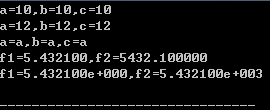 a=10,b=10,c=10
a=12,b=12,c=12
a=a,b=a,c=a
f1=5.432100,f2=5432.100000
f1=5.432100e+000,f2=5.432100e+003
--------------------------------